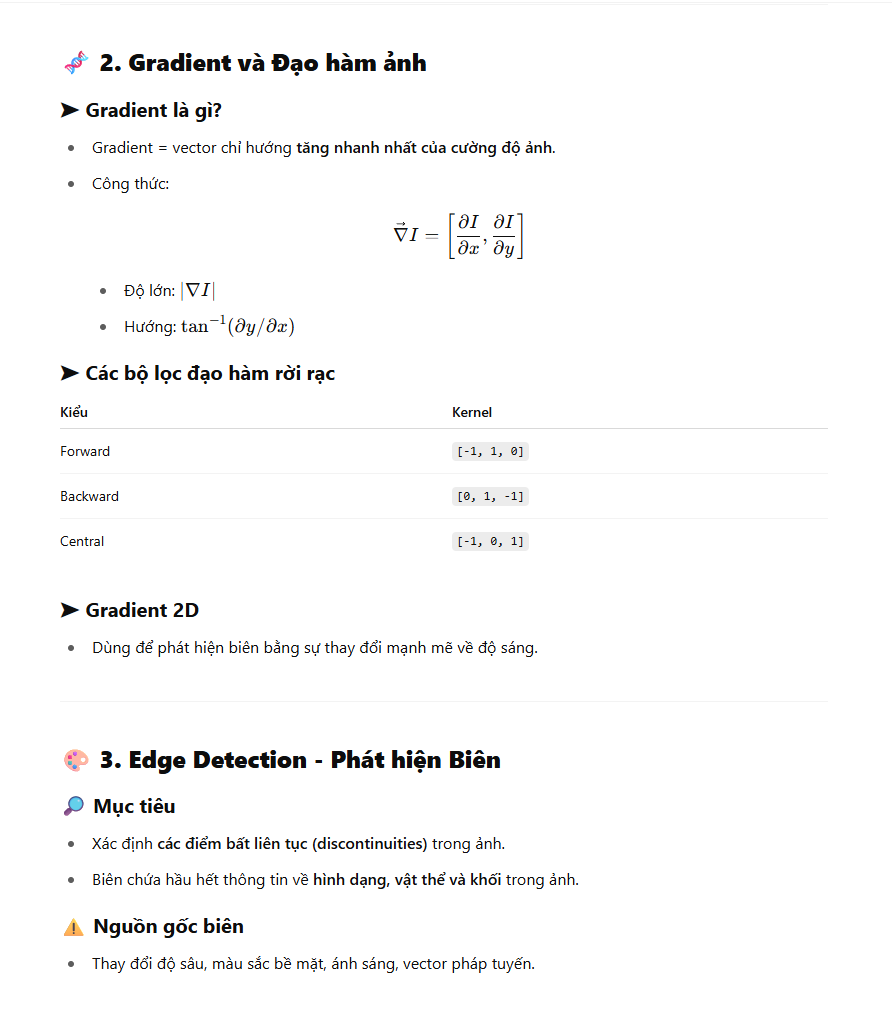 🧬 2. Gradient và Đạo hàm ảnh
➤ Gradient là gì?
• Gradient = vector chỉ hướng tăng nhanh nhất của cường độ ảnh.
• Công thức:
∇⃗I = [∂I/∂x, ∂I/∂y]
• Độ lớn: |∇I|
• Hướng: tan⁻¹(∂y/∂x)
➤ Các bộ lọc đạo hàm rời rạc
Kiểu Kernel
Forward [-1, 1, 0]
Backward [0, 1, -1]
Central [-1, 0, 1]
➤ Gradient 2D
• Dùng để phát hiện biên bằng sự thay đổi mạnh mẽ về độ sáng.
🎨 3. Edge Detection - Phát hiện Biên
🔎 Mục tiêu
• Xác định các điểm bất liên tục (discontinuities) trong ảnh.
• Biên chứa hầu hết thông tin về hình dạng, vật thể và khối trong ảnh.
⚠️ Nguồn gốc biên
• Thay đổi độ sâu, màu sắc bề mặt, ánh sáng, vector pháp tuyến.